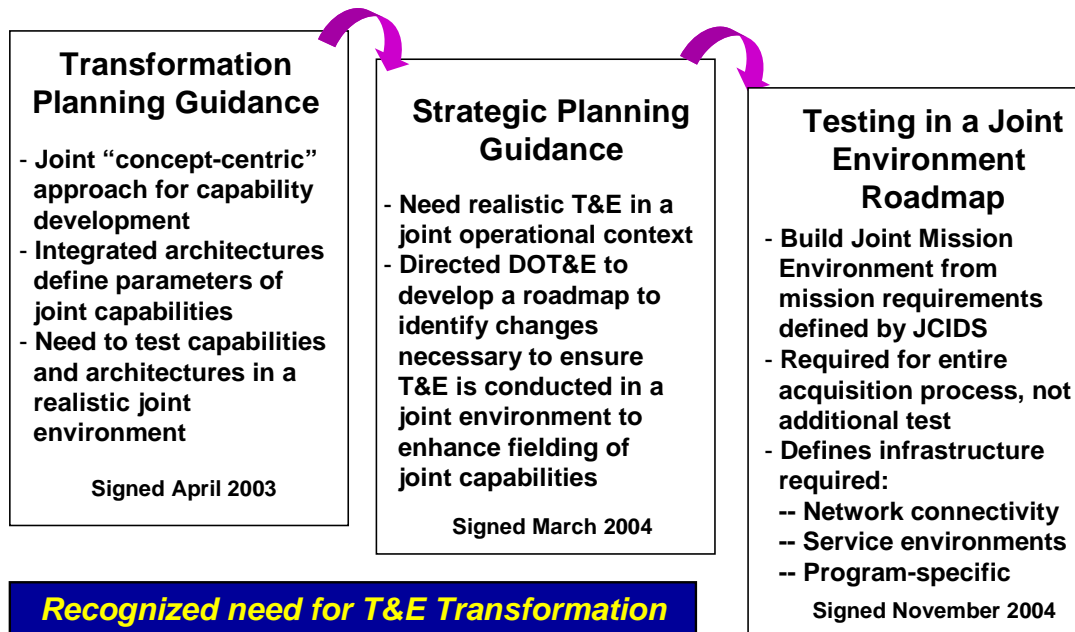 Transformation
Planning Guidance
- Joint “concept-centric”
approach for capability
development
- Integrated architectures
define parameters of
joint capabilities
- Need to test capabilities
and architectures in a
realistic joint
environment
Signed April 2003
Strategic Planning
Guidance
- Need realistic T&E in a
joint operational context
- Directed DOT&E to
develop a roadmap to
identify changes
necessary to ensure
T&E is conducted in a
joint environment to
enhance fielding of
joint capabilities
Signed March 2004
Testing in a Joint
Environment
Roadmap
- Build Joint Mission
Environment from
mission requirements
defined by JCIDS
- Required for entire
acquisition process, not
additional test
- Defines infrastructure
required:
-- Network connectivity
-- Service environments
-- Program-specific
Signed November 2004
Recognized need for T&E Transformation